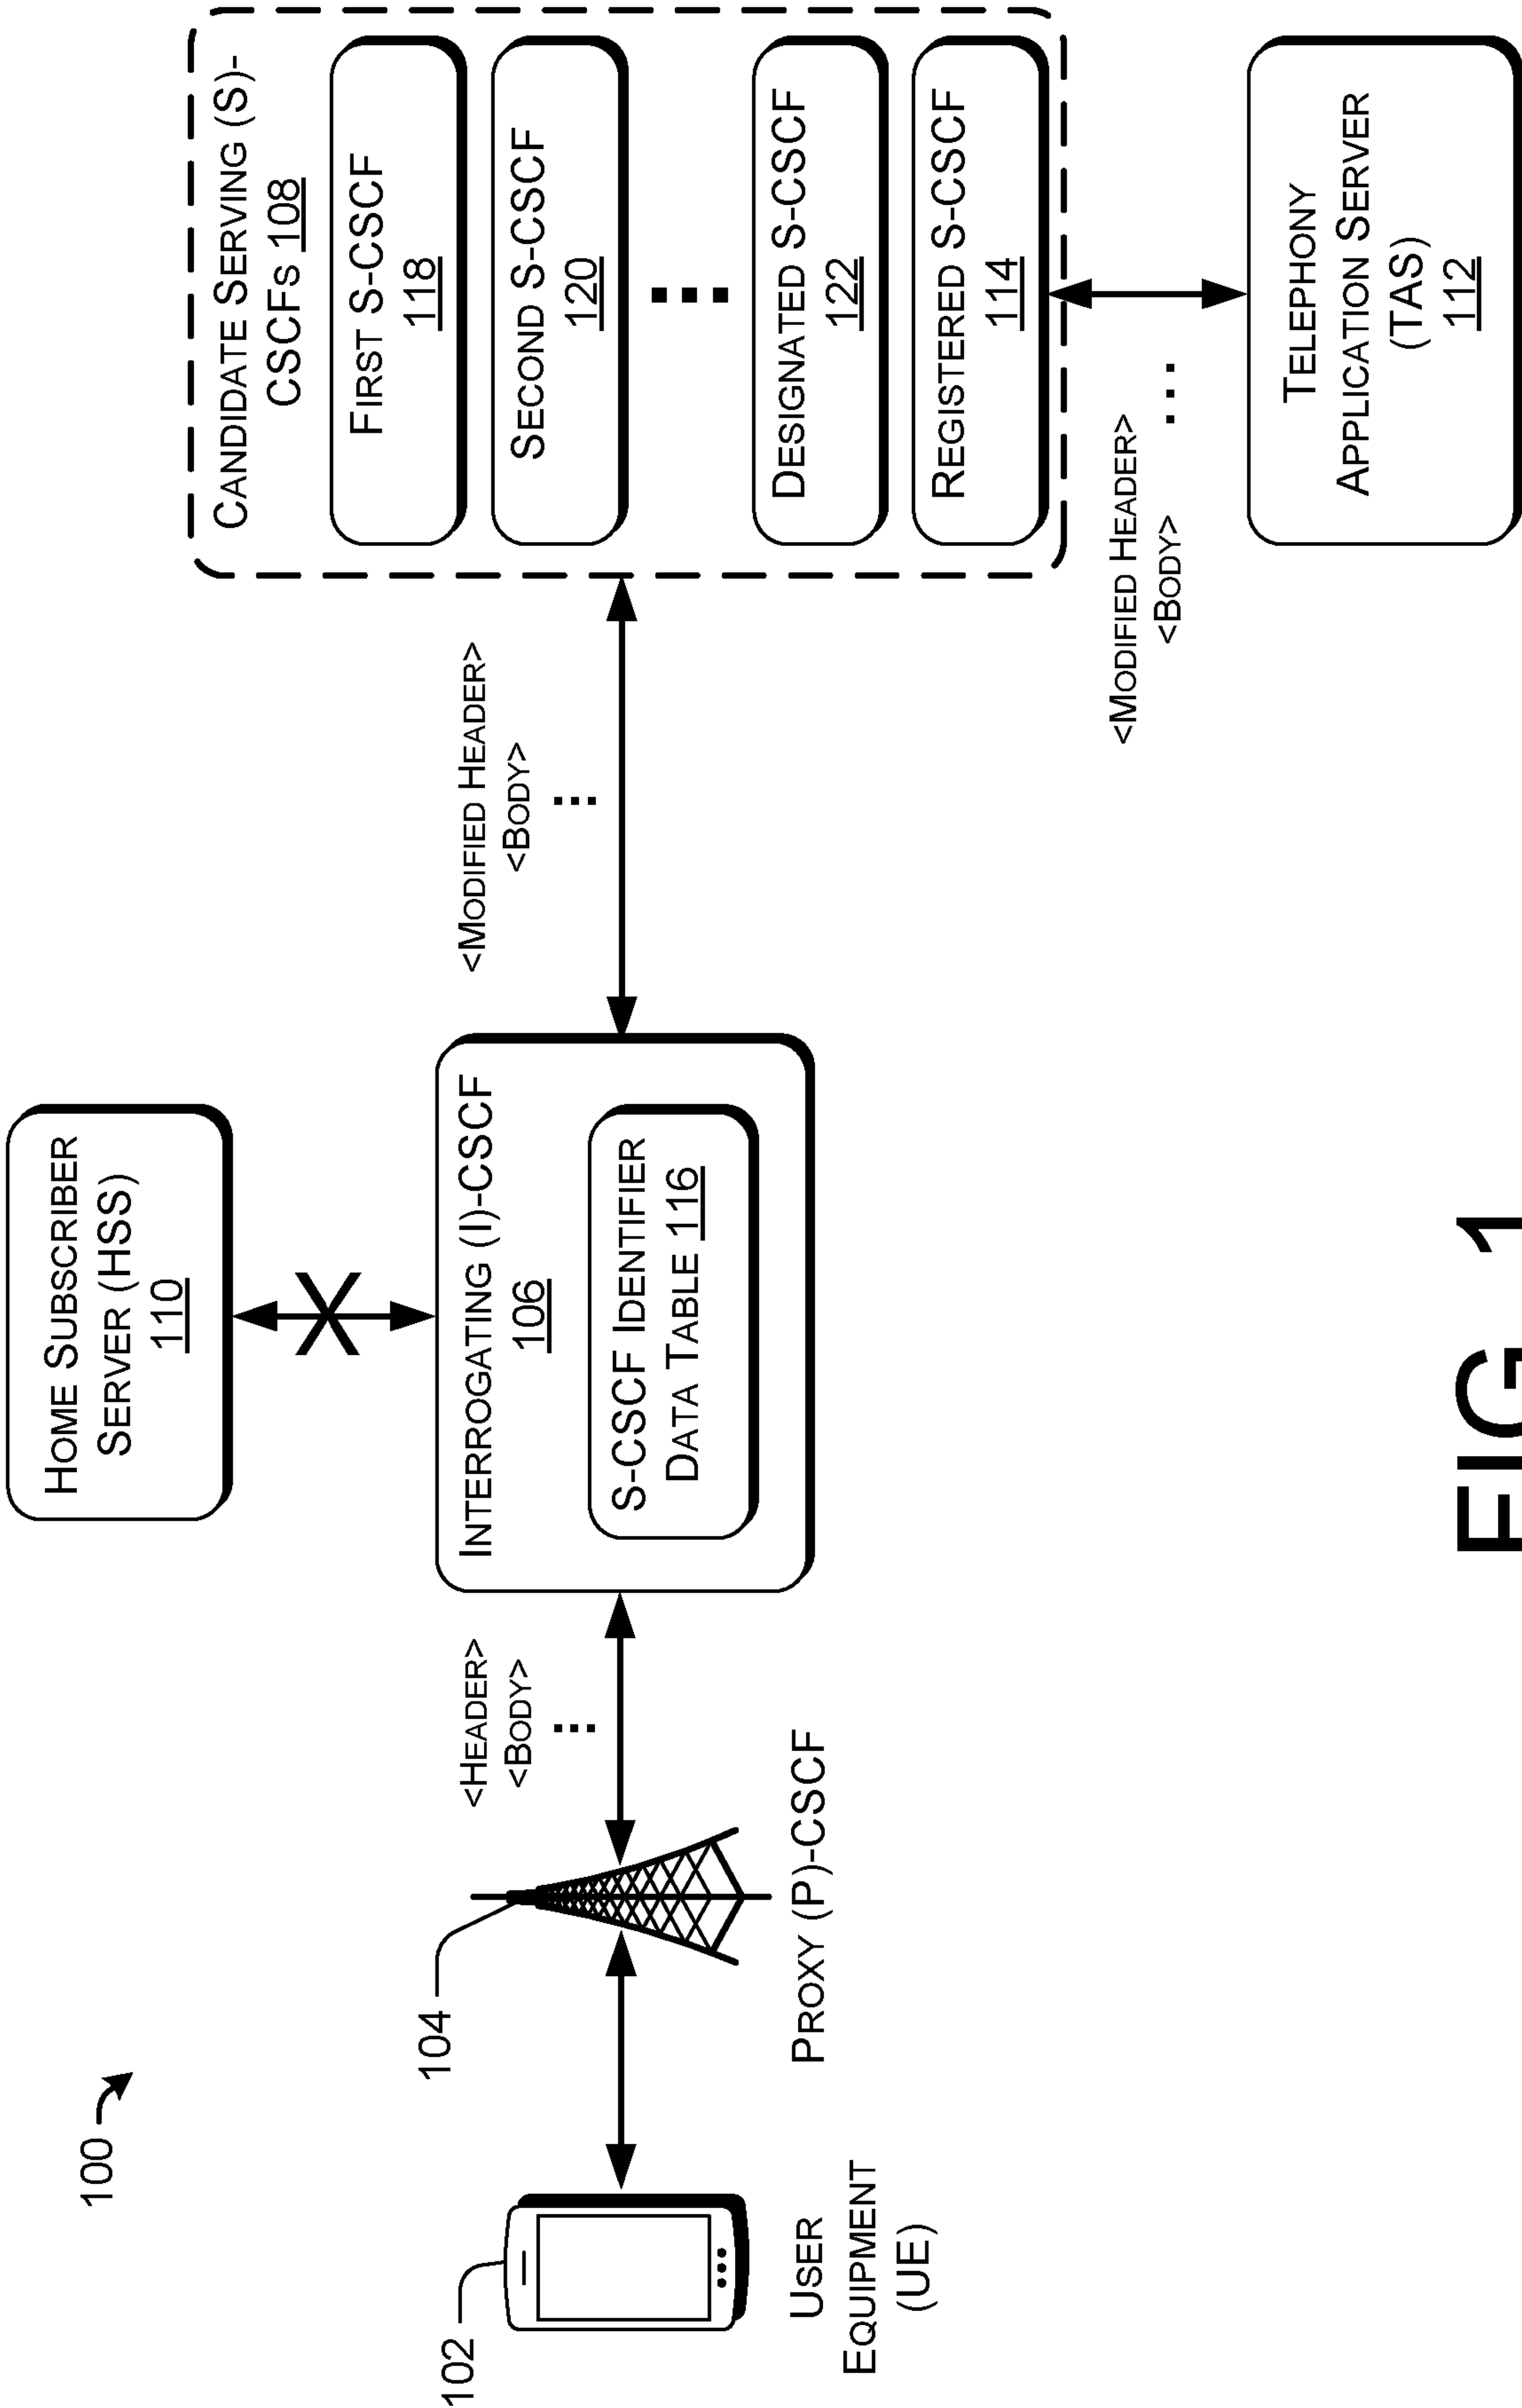 100
HOME SUBSCRIBER
SERVER (HSS)
110
CANDIDATE SERVING (S)-
CSCFS 108
FIRST S-CSCF
118
SECOND S-CSCF
120
DESIGNATED S-CSCF
122
REGISTERED S-CSCF
114
102
USER
EQUIPMENT
(UE)
104
PROXY (P)-CSCF
<HEADER>
<BODY>
...
INTERROGATING (I)-CSCF
106
S-CSCF IDENTIFIER
DATA TABLE 116
<MODIFIED HEADER>
<BODY>
...
<MODIFIED HEADER>
<BODY>
...
TELEPHONY
APPLICATION SERVER
(TAS)
112
FIG. 1